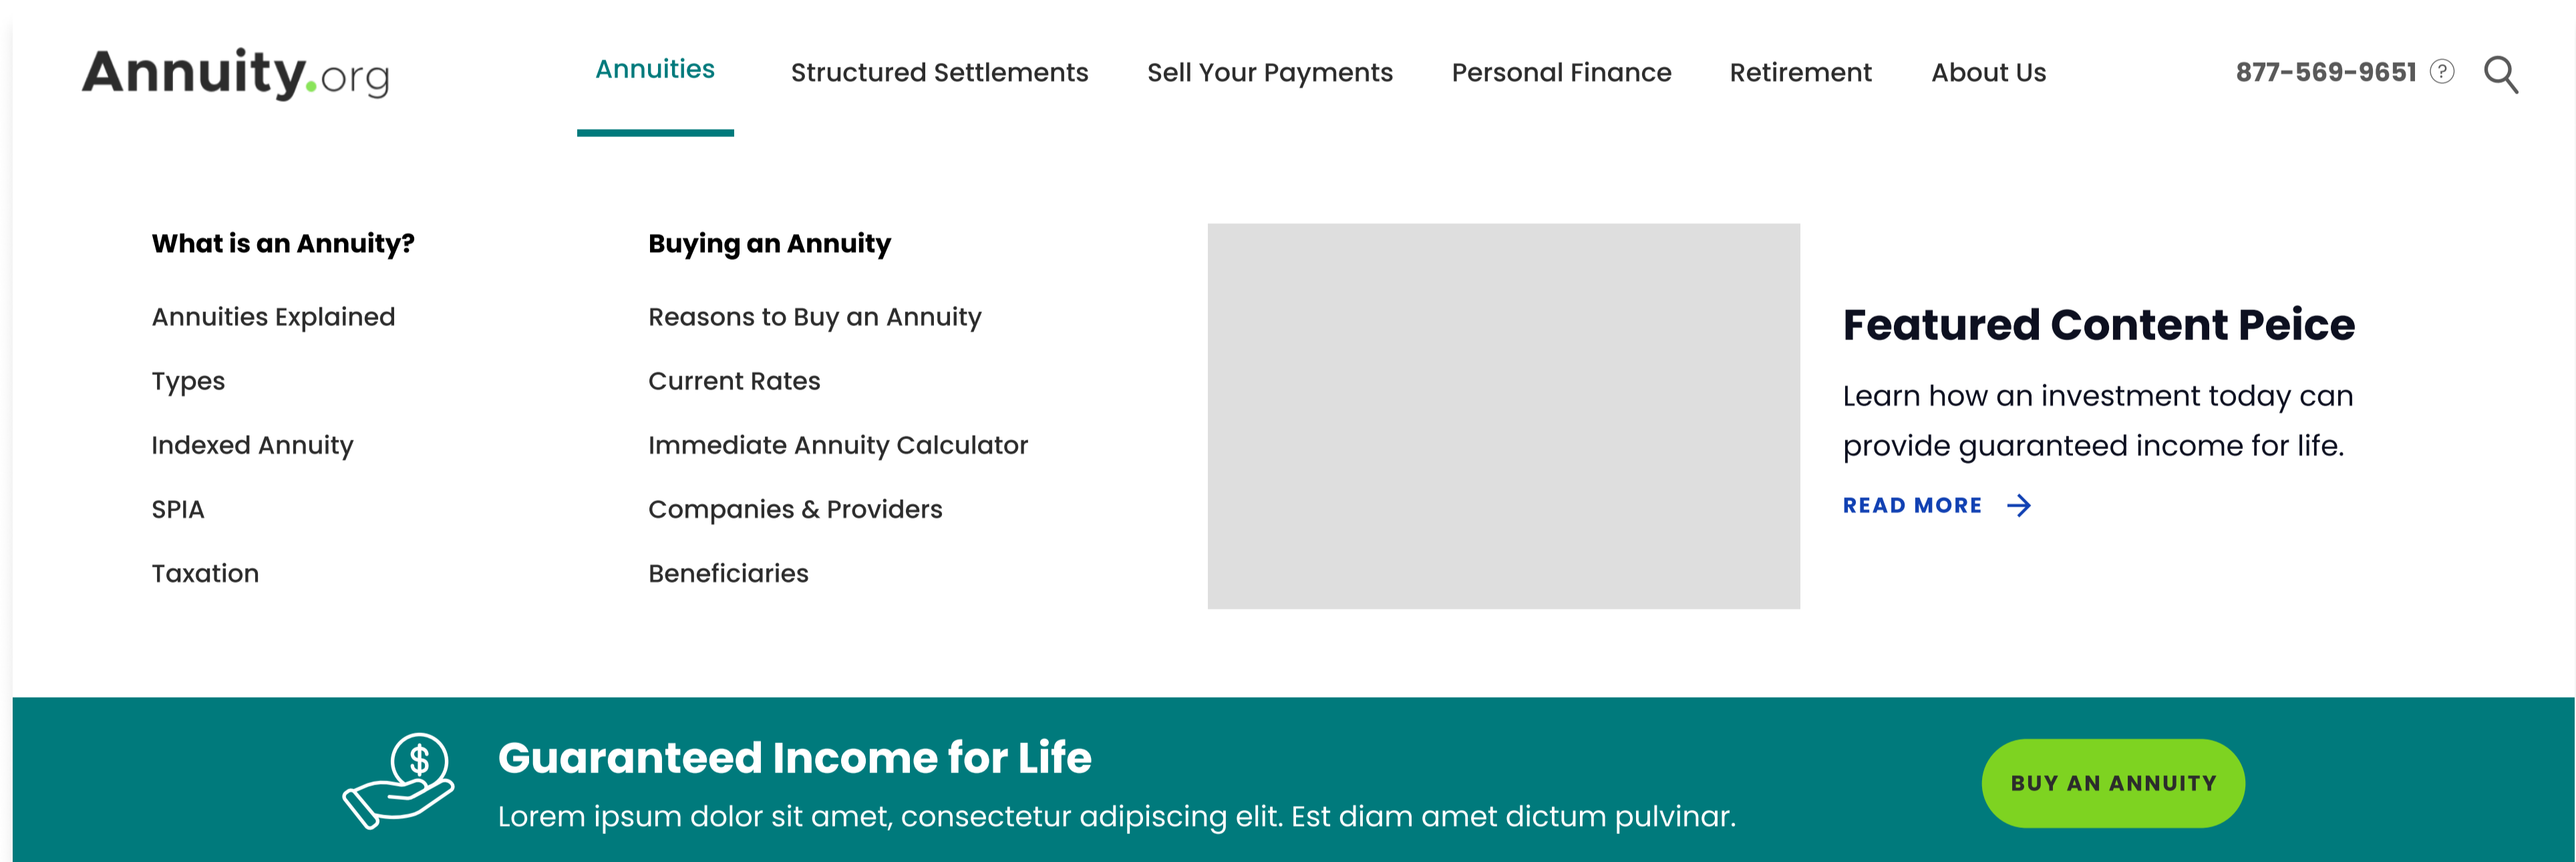 Annuity.org
Annuities
Structured Settlements
Sell Your Payments
Personal Finance
Retirement
About Us
877-569-9651 ?
What is an Annuity?
Annuities Explained
Types
Indexed Annuity
SPIA
Taxation
Buying an Annuity
Reasons to Buy an Annuity
Current Rates
Immediate Annuity Calculator
Companies & Providers
Beneficiaries
Featured Content Peice
Learn how an investment today can
provide guaranteed income for life.
READ MORE
$
Guaranteed Income for Life
Lorem ipsum dolor sit amet, consectetur adipiscing elit. Est diam amet dictum pulvinar.
BUY AN ANNUITY